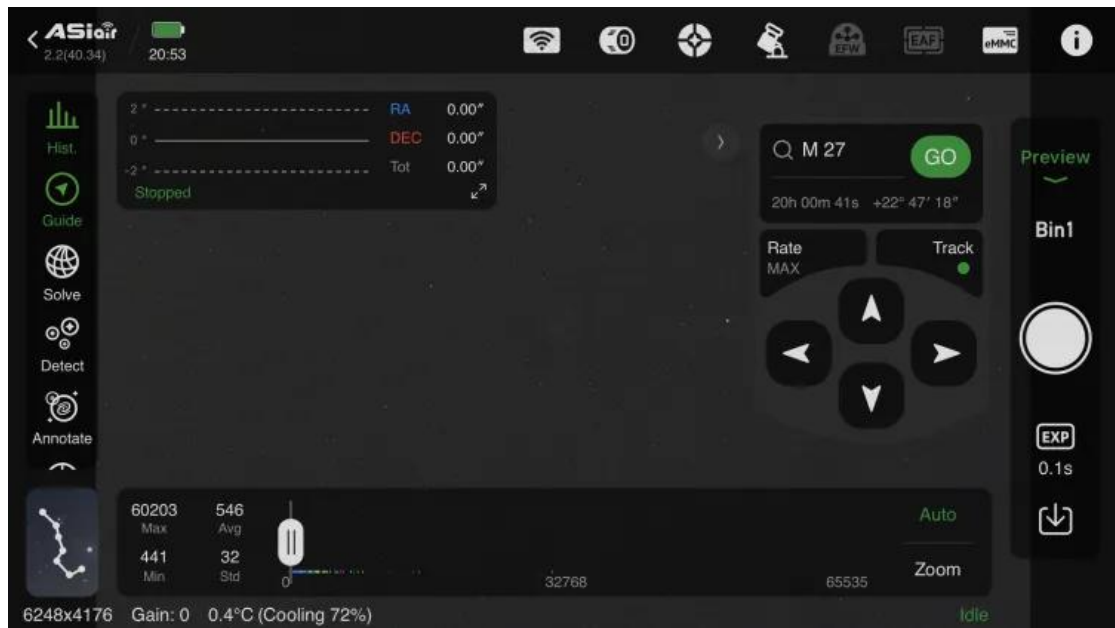 ASiair
2.2(40.34)
20:53
EFW
EAF
eMMC
i
Hist.
Guide
Solve
Detect
Annotate
2"
0"
-2"
RA 0.00"
DEC 0.00"
Tot 0.00"
Stopped
M 27
GO
20h 00m 41s +22° 47′ 18″
Rate
MAX
Track
Preview
Bin1
EXP
0.1s
60203
Max
546
Avg
441
Min
32
Std
0
32768
65535
Auto
Zoom
6248x4176 Gain: 0 0.4°C (Cooling 72%)
Idle